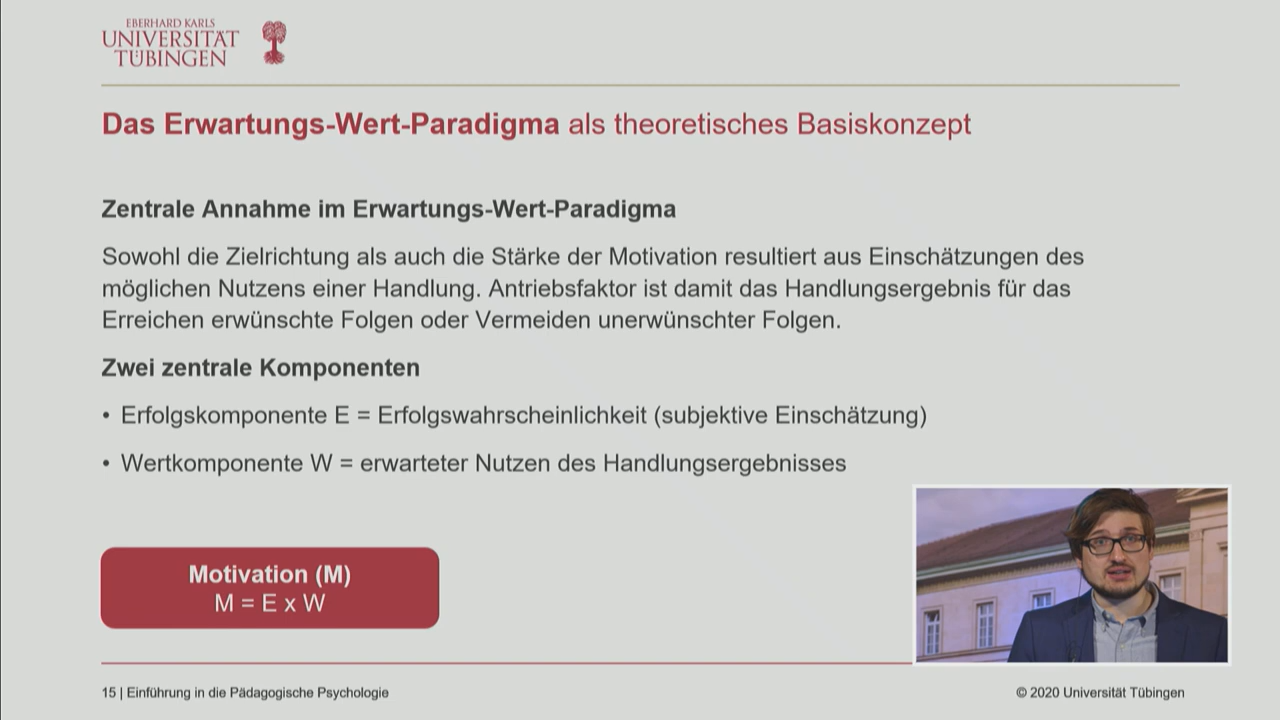 EBERHARD KARLS
UNIVERSITÄT
TÜBINGEN
Das Erwartungs-Wert-Paradigma als theoretisches Basiskonzept
Zentrale Annahme im Erwartungs-Wert-Paradigma
Sowohl die Zielrichtung als auch die Stärke der Motivation resultiert aus Einschätzungen des
möglichen Nutzens einer Handlung. Antriebsfaktor ist damit das Handlungsergebnis für das
Erreichen erwünschte Folgen oder Vermeiden unerwünschter Folgen.
Zwei zentrale Komponenten
• Erfolgskomponente E = Erfolgswahrscheinlichkeit (subjektive Einschätzung)
• Wertkomponente W = erwarteter Nutzen des Handlungsergebnisses
Motivation (M)
M = E x W
15 | Einführung in die Pädagogische Psychologie
© 2020 Universität Tübingen